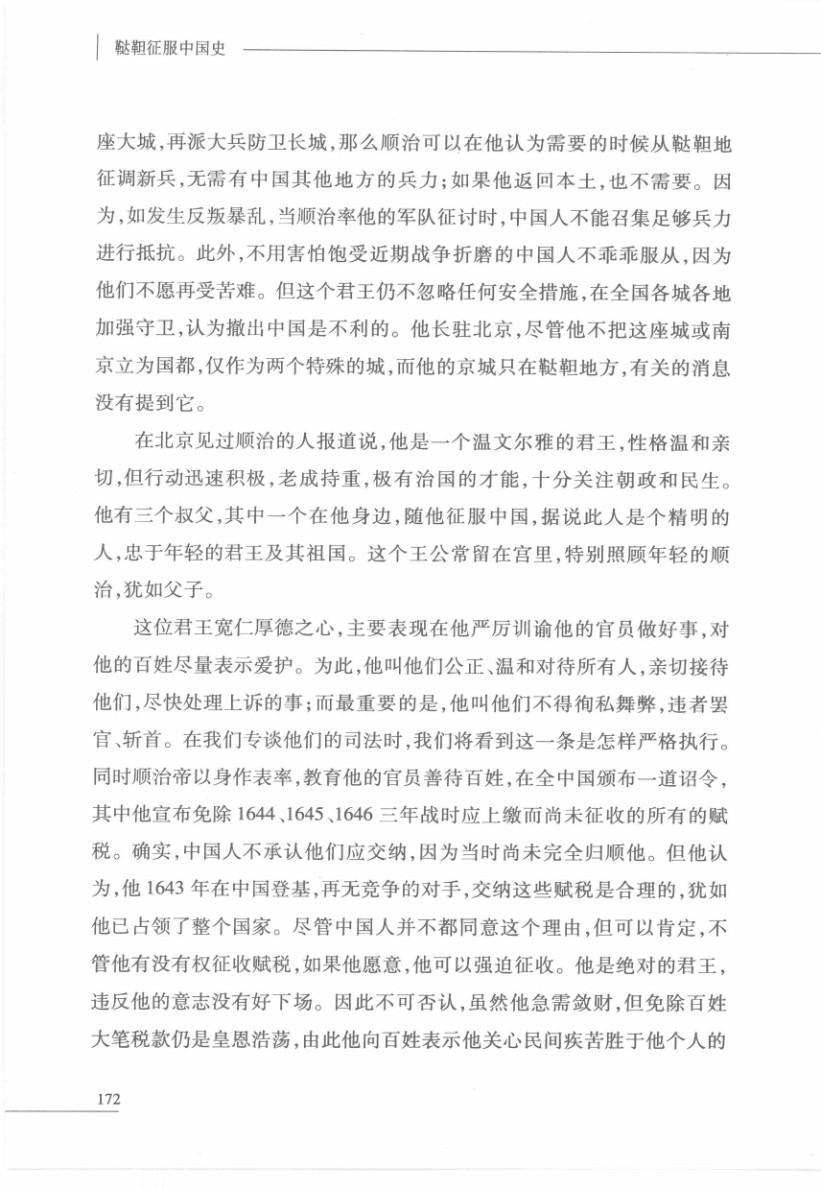 鞑靼征服中国史
座大城,再派大兵防卫长城,那么顺治可以在他认为需要的时候从鞑靼地
征调新兵,无需有中国其他地方的兵力;如果他返回本土,也不需要。因
为,如发生反叛暴乱,当顺治率他的军队征讨时,中国人不能召集足够兵力
进行抵抗。此外,不用害怕饱受近期战争折磨的中国人不乖乖服从,因为
他们不愿再受苦难。但这个君王仍不忽略任何安全措施,在全国各城各地
加强守卫,认为撤出中国是不利的。他长驻北京,尽管他不把这座城或南
京立为国都,仅作为两个特殊的城,而他的京城只在鞑靼地方,有关的消息
没有提到它。
在北京见过顺治的人报道说,他是一个温文尔雅的君王,性格温和亲
切,但行动迅速积极,老成持重,极有治国的才能,十分关注朝政和民生。
他有三个叔父,其中一个在他身边,随他征服中国,据说此人是个精明的
人,忠于年轻的君王及其祖国。这个王公常留在宫里,特别照顾年轻的顺
治,犹如父子。
这位君王宽仁厚德之心,主要表现在他严厉训谕他的官员做好事,对
他的百姓尽量表示爱护。为此,他叫他们公正、温和对待所有人,亲切接待
他们,尽快处理上诉的事;而最重要的是,他叫他们不得徇私舞弊,违者罢
官、斩首。在我们专谈他们的司法时,我们将看到这一条是怎样严格执行。
同时顺治帝以身作表率,教育他的官员善待百姓,在全中国颁布一道诏令,
其中他宣布免除 1644、1645、1646 三年战时应上缴而尚未征收的所有的赋
税。确实,中国人不承认他们应交纳,因为当时尚未完全归顺他。但他认
为,他 1643 年在中国登基,再无竞争的对手,交纳这些赋税是合理的,犹如
他已占领了整个国家。尽管中国人并不都同意这个理由,但可以肯定,不
管他有没有权征收赋税,如果他愿意,他可以强迫征收。他是绝对的君王,
违反他的意志没有好下场。因此不可否认,虽然他急需敛财,但免除百姓
大笔税款仍是皇恩浩荡,由此他向百姓表示他关心民间疾苦胜于他个人的
172